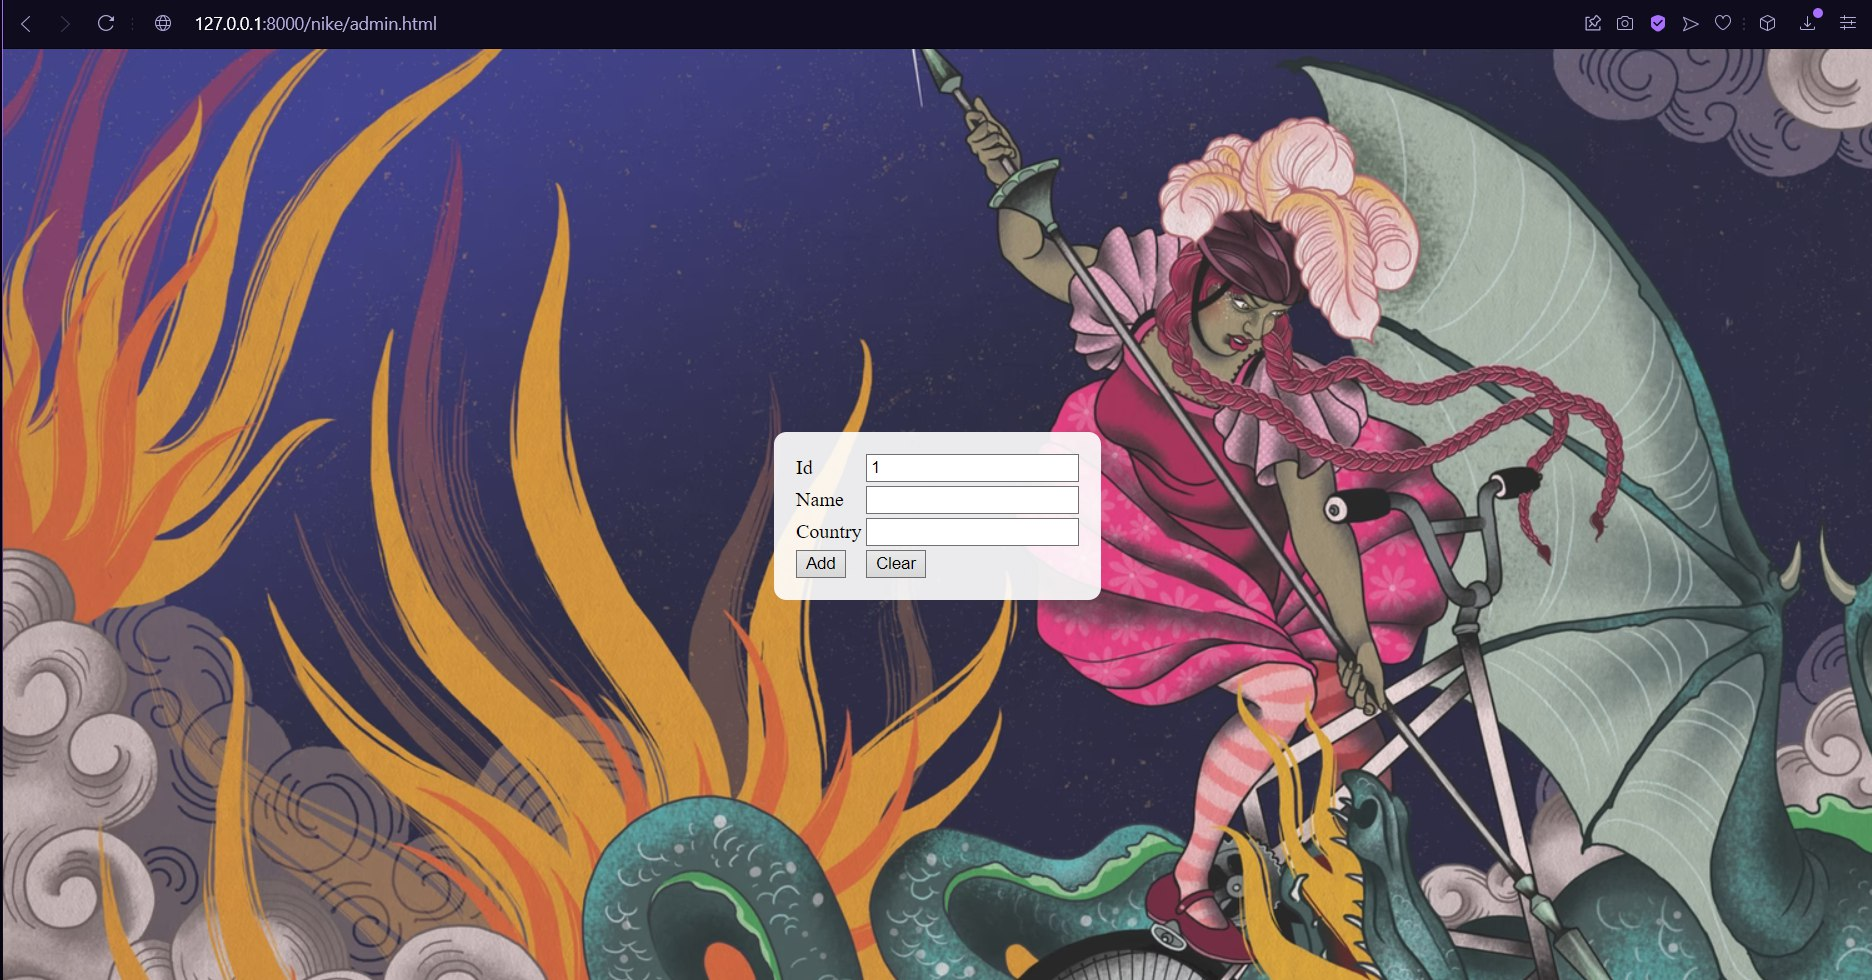 127.0.0.1:8000/nike/admin.html
Id 1
Name
Country
Add Clear